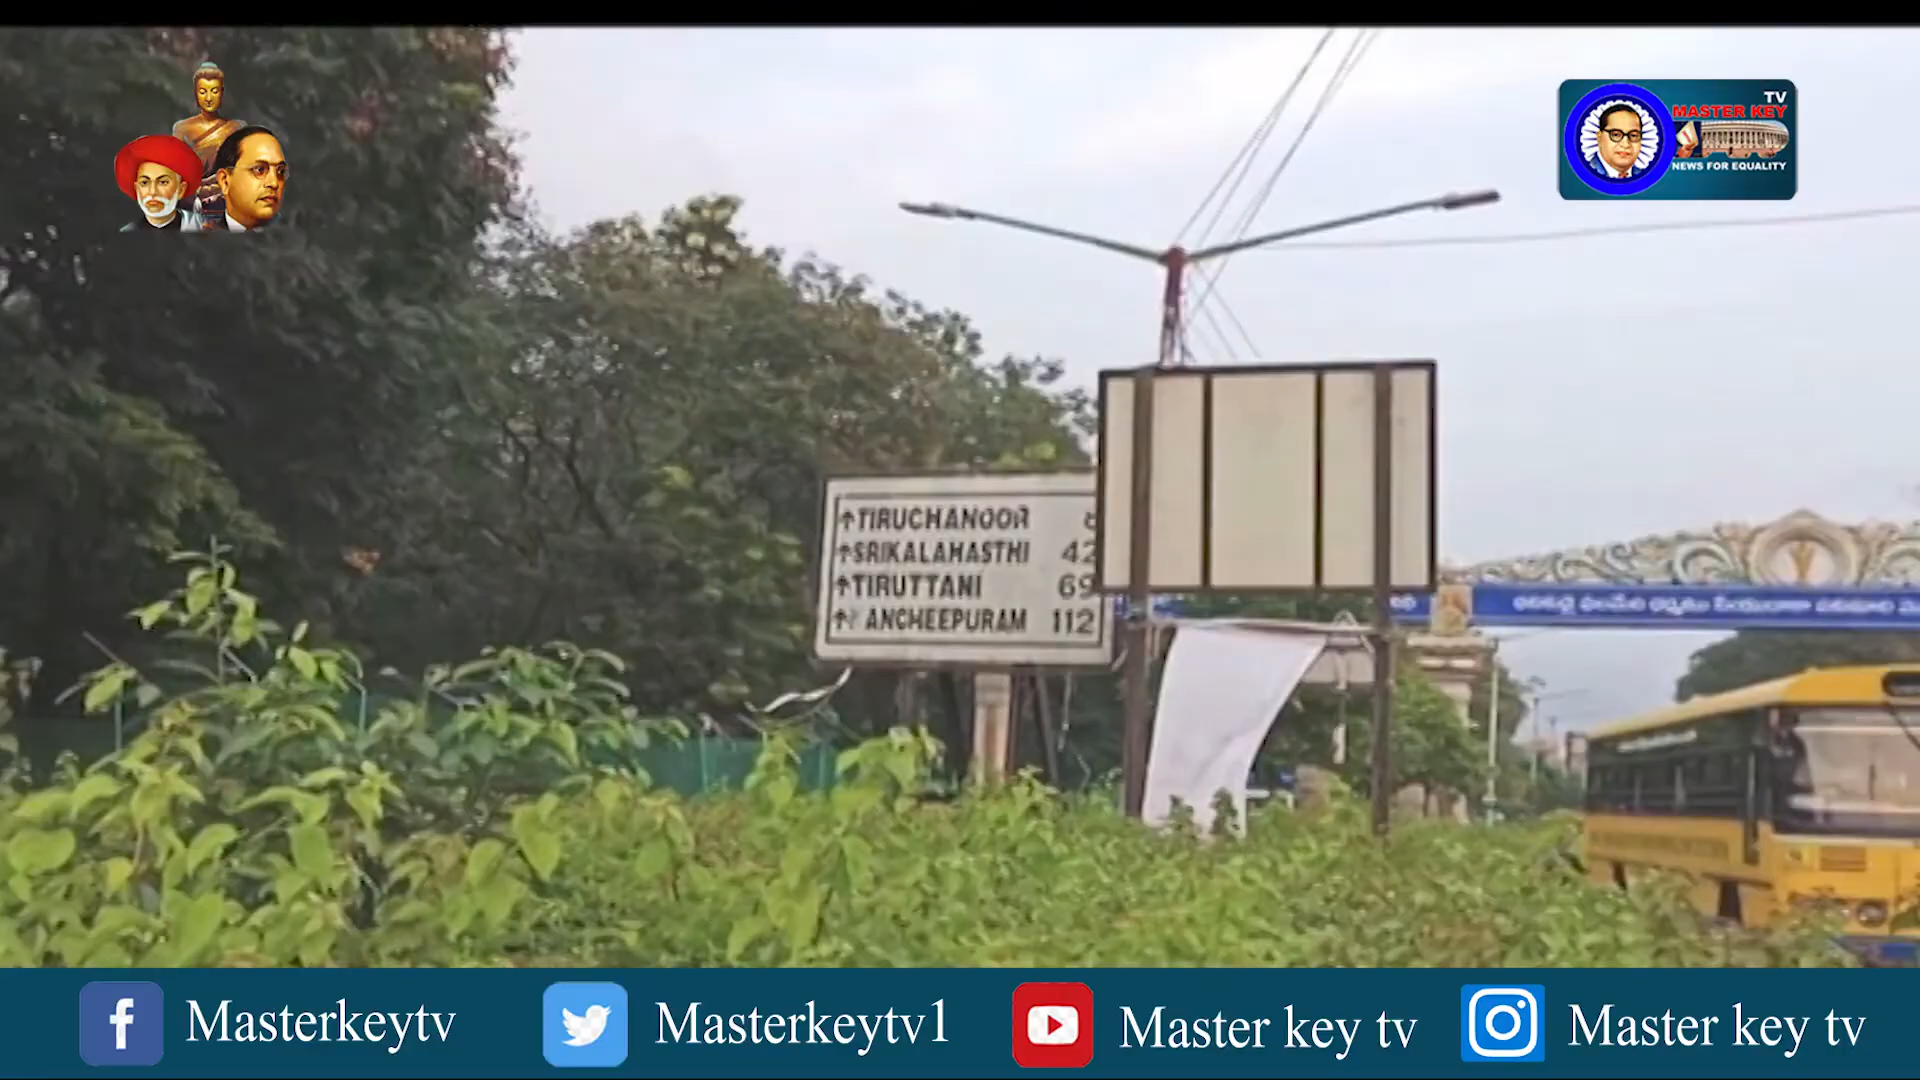 TV
MASTER KEY
NEWS FOR EQUALITY
↑TIRUCHANOOR
↑SRIKALAHASTHI 42
↑TIRUTTANI 69
↑ ANCHEEPURAM 112
Masterkeytv
Masterkeytv1
Master key tv
Master key tv